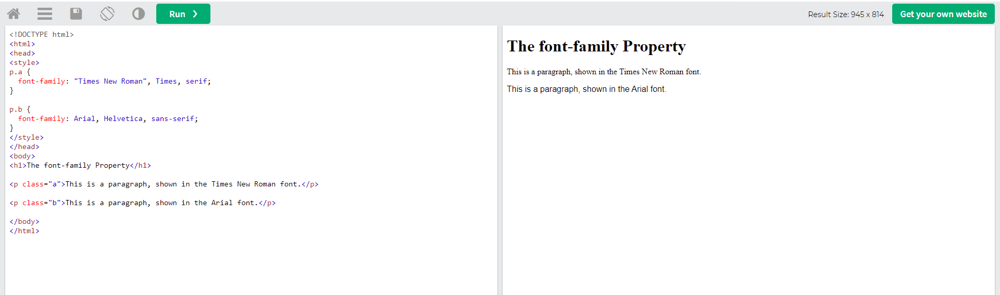 Run ❯
Result Size: 945 x 814
Get your own website
<!DOCTYPE html>
<html>
<head>
<style>
p.a {
  font-family: "Times New Roman", Times, serif;
}

p.b {
  font-family: Arial, Helvetica, sans-serif;
}
</style>
</head>
<body>
<h1>The font-family Property</h1>

<p class="a">This is a paragraph, shown in the Times New Roman font.</p>

<p class="b">This is a paragraph, shown in the Arial font.</p>

</body>
</html>
The font-family Property
This is a paragraph, shown in the Times New Roman font.
This is a paragraph, shown in the Arial font.